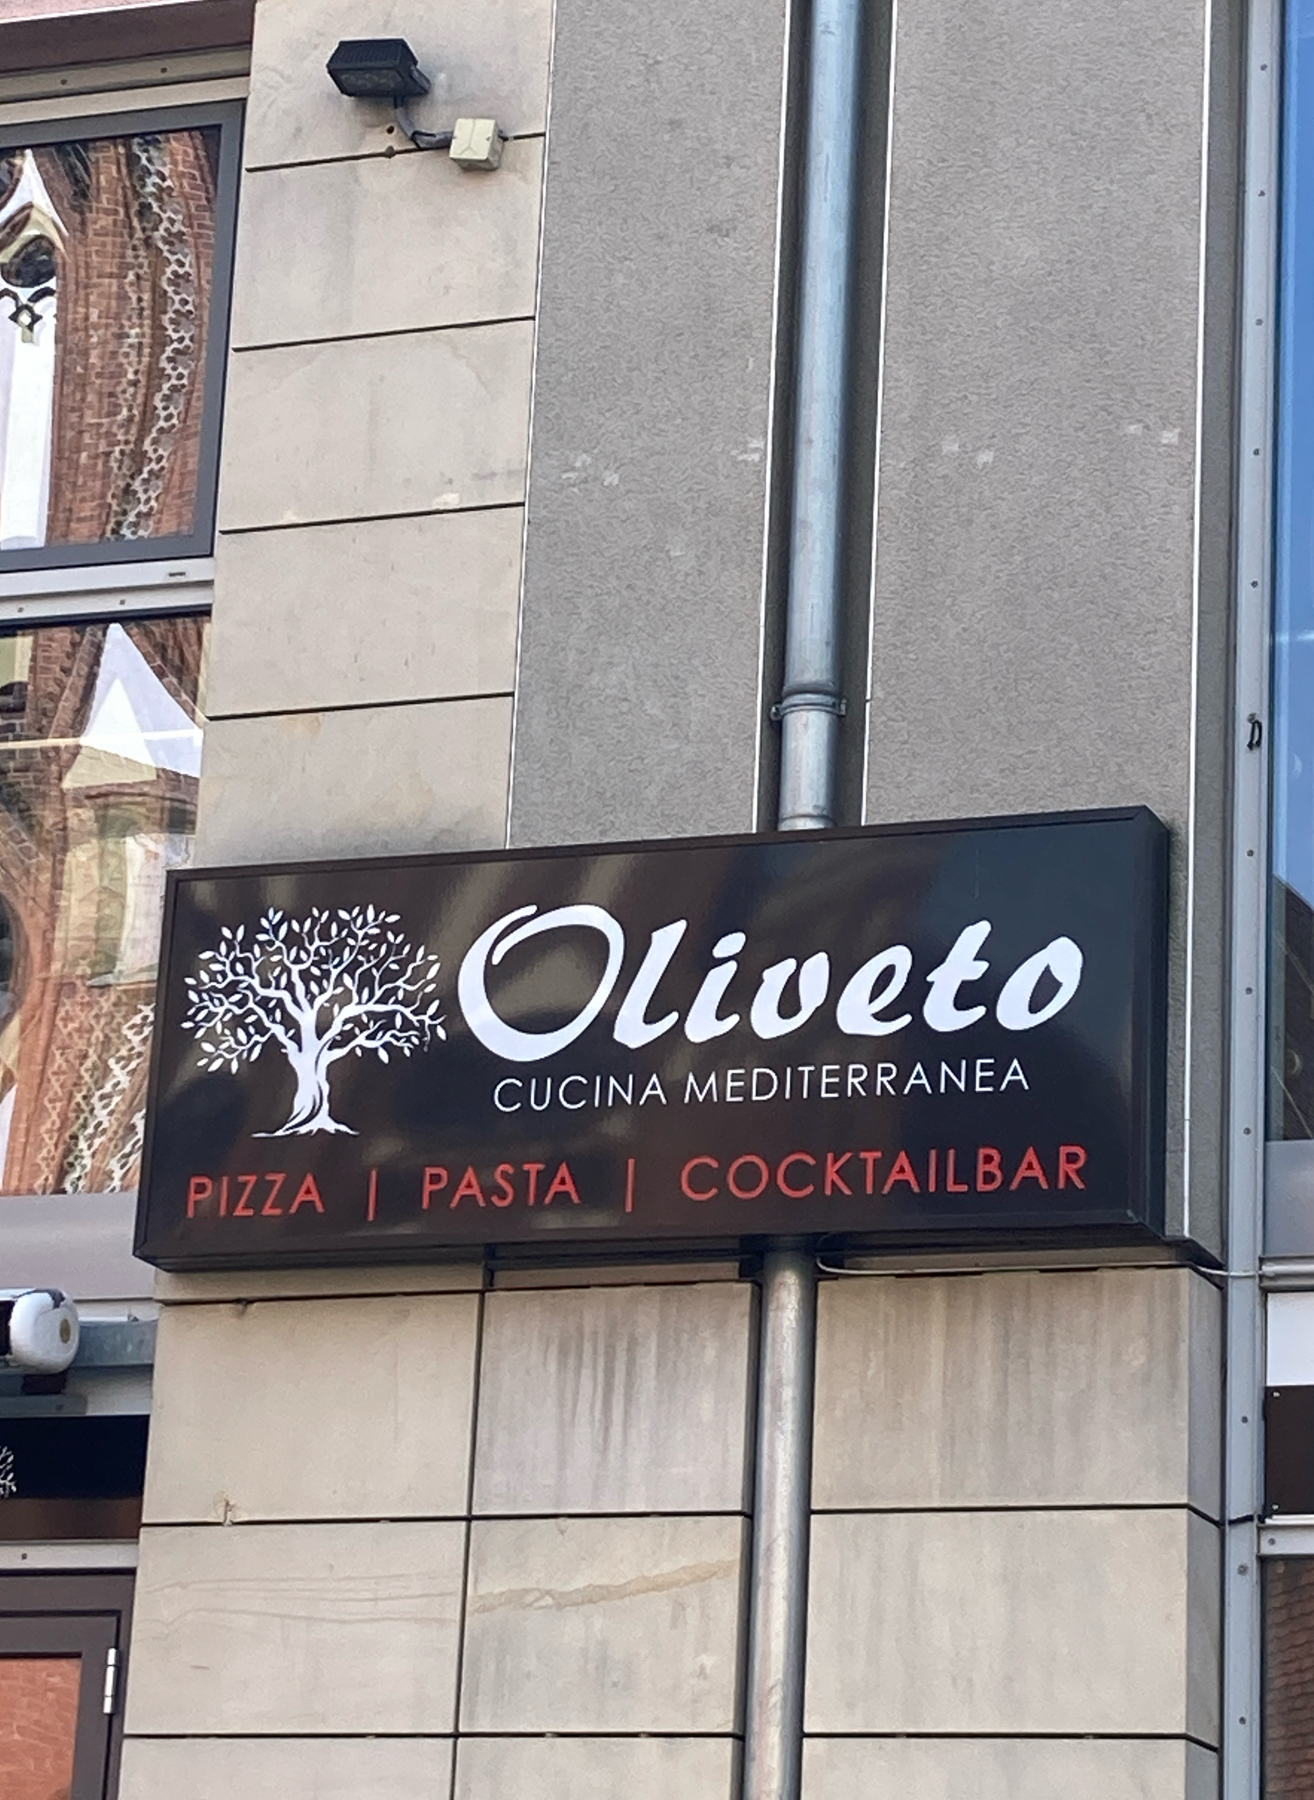 Oliveto
CUCINA MEDITERRANEA
PIZZA | PASTA | COCKTAILBAR